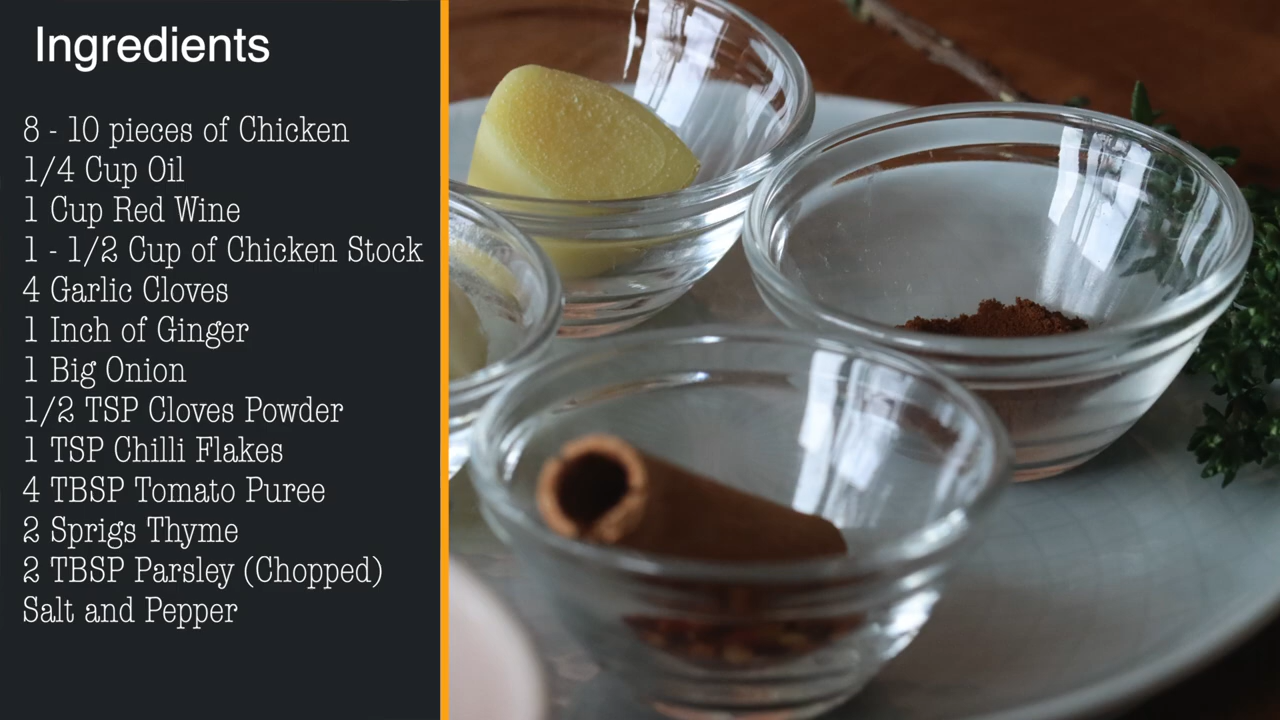 Ingredients
8 - 10 pieces of Chicken
1/4 Cup Oil
1 Cup Red Wine
1 - 1/2 Cup of Chicken Stock
4 Garlic Cloves
1 Inch of Ginger
1 Big Onion
1/2 TSP Cloves Powder
1 TSP Chilli Flakes
4 TBSP Tomato Puree
2 Sprigs Thyme
2 TBSP Parsley (Chopped)
Salt and Pepper